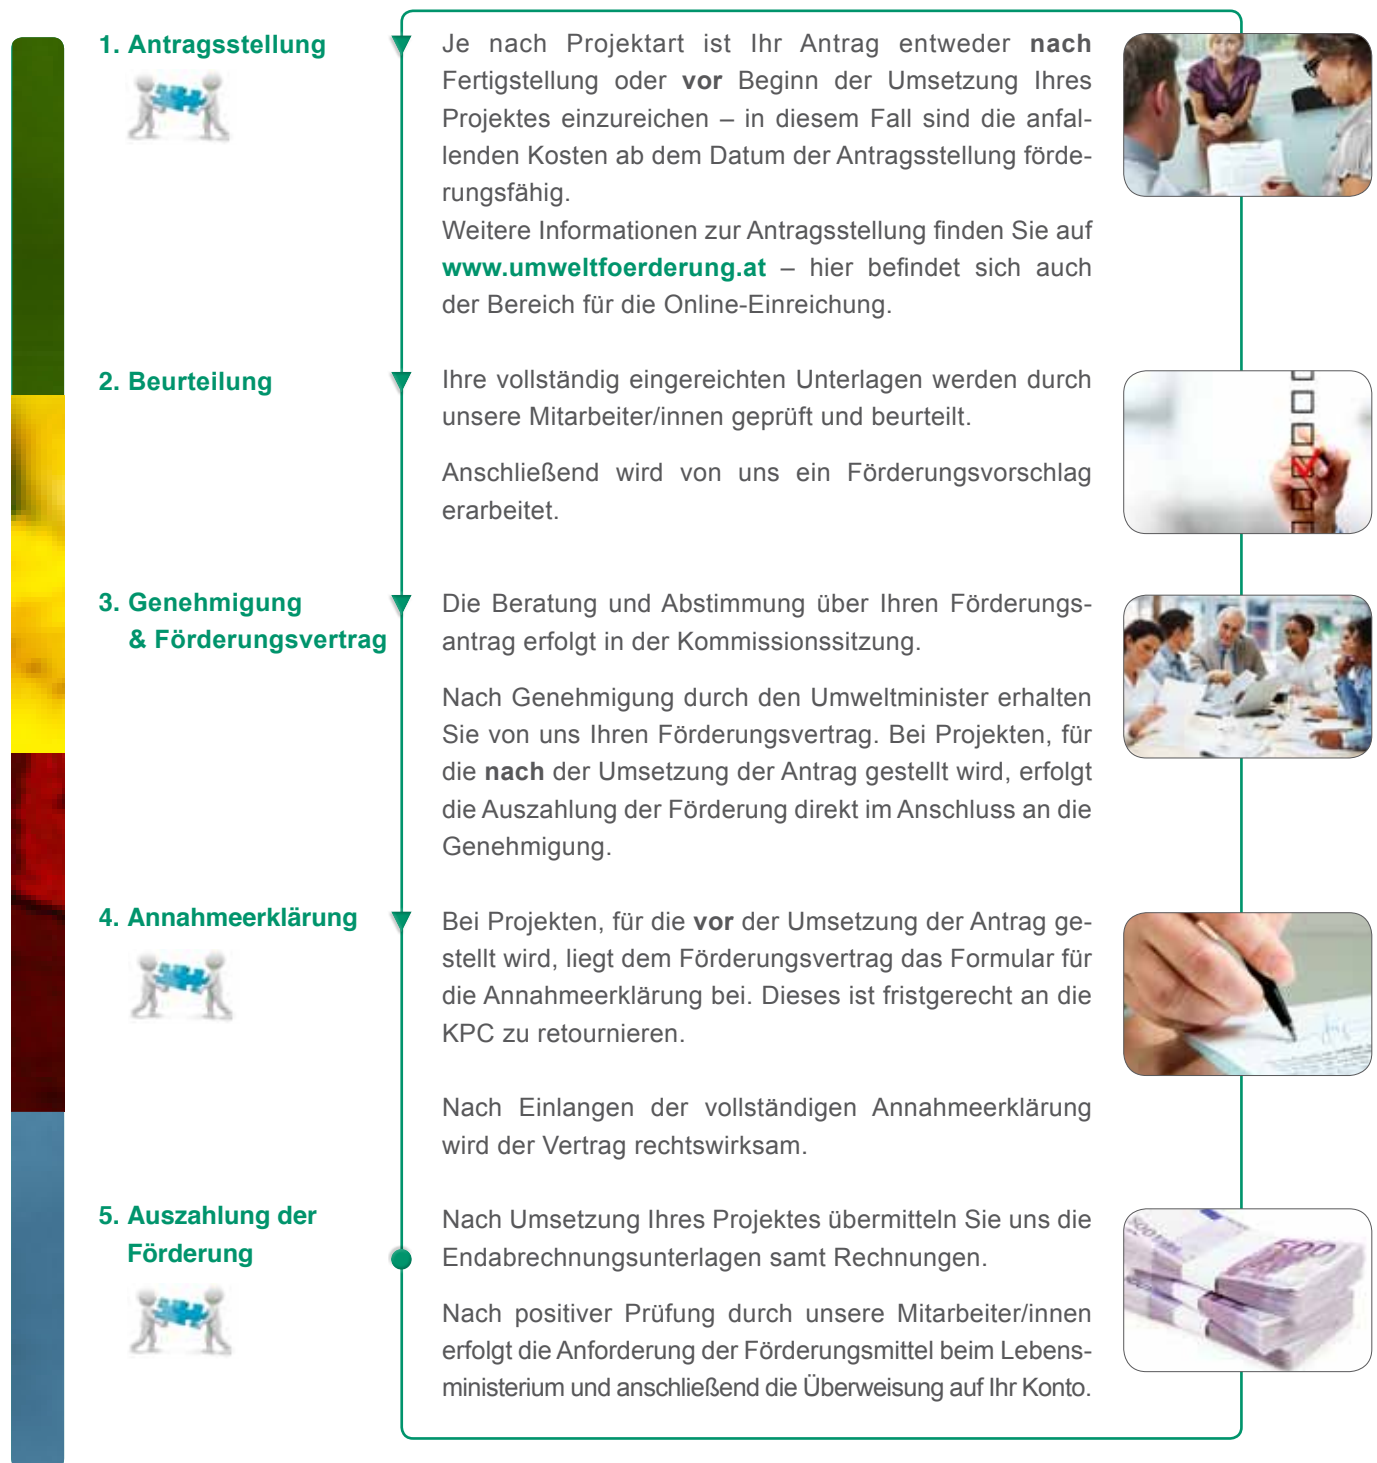 1. Antragsstellung
Je nach Projektart ist Ihr Antrag entweder nach
Fertigstellung oder vor Beginn der Umsetzung Ihres
Projektes einzureichen – in diesem Fall sind die anfal-
lenden Kosten ab dem Datum der Antragsstellung förde-
rungsfähig.
Weitere Informationen zur Antragsstellung finden Sie auf
www.umweltfoerderung.at – hier befindet sich auch
der Bereich für die Online-Einreichung.
2. Beurteilung
Ihre vollständig eingereichten Unterlagen werden durch
unsere Mitarbeiter/innen geprüft und beurteilt.
Anschließend wird von uns ein Förderungsvorschlag
erarbeitet.
3. Genehmigung
& Förderungsvertrag
Die Beratung und Abstimmung über Ihren Förderungs-
antrag erfolgt in der Kommissionssitzung.
Nach Genehmigung durch den Umweltminister erhalten
Sie von uns Ihren Förderungsvertrag. Bei Projekten, für
die nach der Umsetzung der Antrag gestellt wird, erfolgt
die Auszahlung der Förderung direkt im Anschluss an die
Genehmigung.
4. Annahmeerklärung
Bei Projekten, für die vor der Umsetzung der Antrag ge-
stellt wird, liegt dem Förderungsvertrag das Formular für
die Annahmeerklärung bei. Dieses ist fristgerecht an die
KPC zu retournieren.
Nach Einlangen der vollständigen Annahmeerklärung
wird der Vertrag rechtswirksam.
5. Auszahlung der
Förderung
Nach Umsetzung Ihres Projektes übermitteln Sie uns die
Endabrechnungsunterlagen samt Rechnungen.
Nach positiver Prüfung durch unsere Mitarbeiter/innen
erfolgt die Anforderung der Förderungsmittel beim Lebens-
ministerium und anschließend die Überweisung auf Ihr Konto.
500